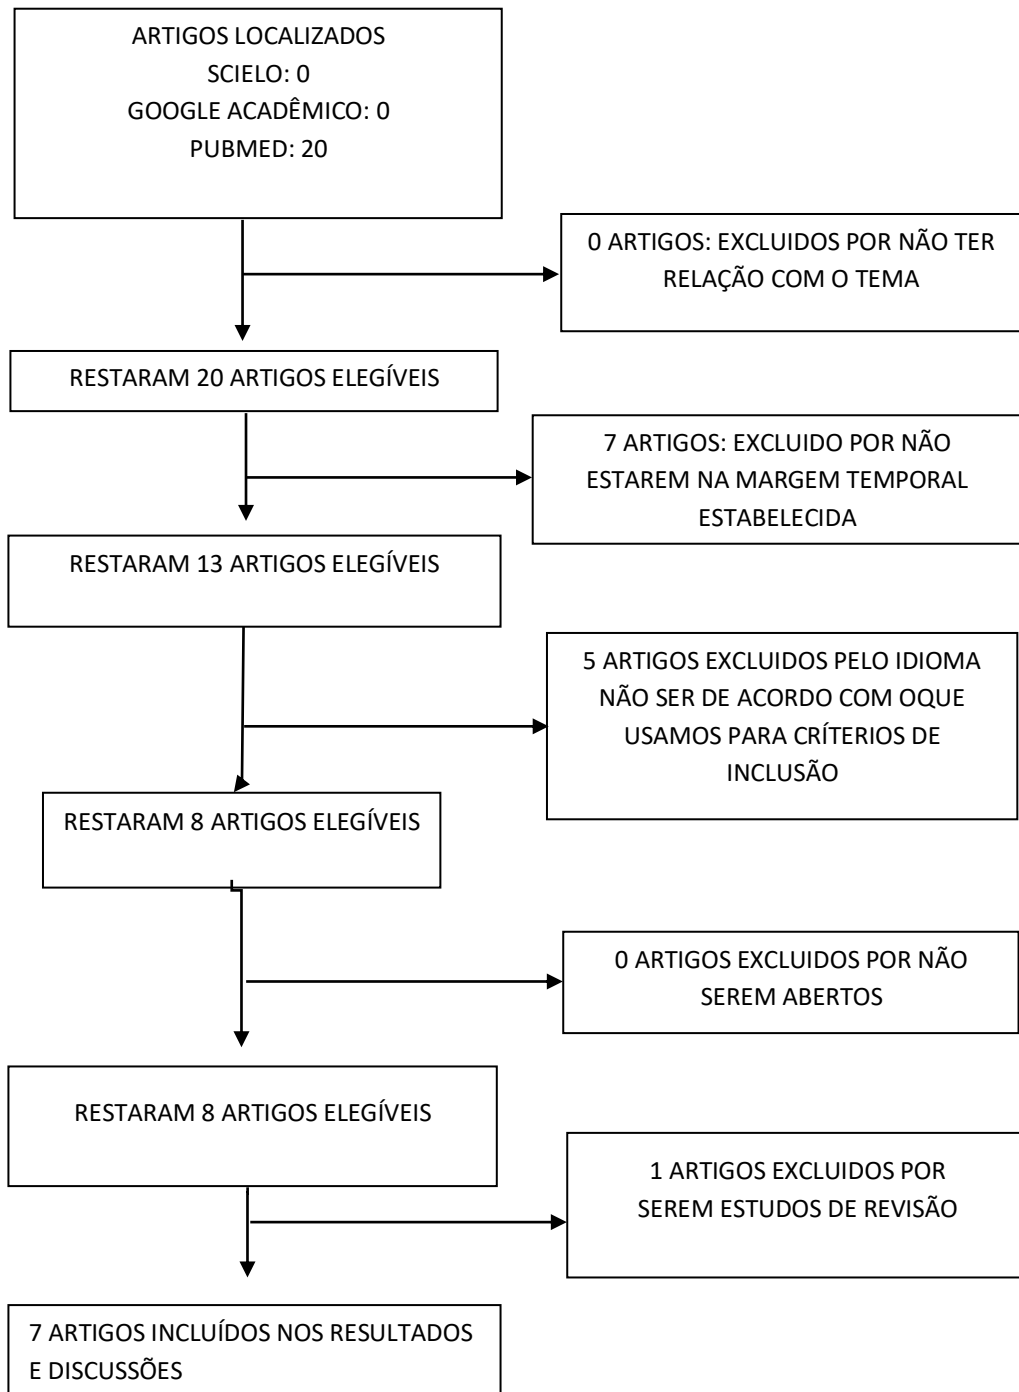 ARTIGOS LOCALIZADOS
SCIELO: 0
GOOGLE ACADÊMICO: 0
PUBMED: 20
0 ARTIGOS: EXCLUIDOS POR NÃO TER
RELAÇÃO COM O TEMA
RESTARAM 20 ARTIGOS ELEGÍVEIS
7 ARTIGOS: EXCLUIDO POR NÃO
ESTAREM NA MARGEM TEMPORAL
ESTABELECIDA
RESTARAM 13 ARTIGOS ELEGÍVEIS
5 ARTIGOS EXCLUIDOS PELO IDIOMA
NÃO SER DE ACORDO COM OQUE
USAMOS PARA CRÍTERIOS DE
INCLUSÃO
RESTARAM 8 ARTIGOS ELEGÍVEIS
0 ARTIGOS EXCLUIDOS POR NÃO
SEREM ABERTOS
RESTARAM 8 ARTIGOS ELEGÍVEIS
1 ARTIGOS EXCLUIDOS POR
SEREM ESTUDOS DE REVISÃO
7 ARTIGOS INCLUÍDOS NOS RESULTADOS
E DISCUSSÕES